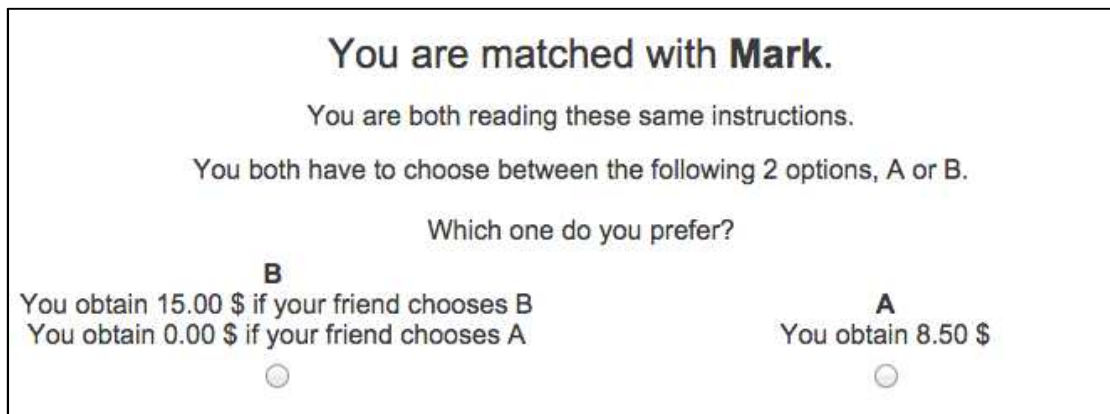 You are matched with Mark.
You are both reading these same instructions.
You both have to choose between the following 2 options, A or B.
Which one do you prefer?
B
You obtain 15.00 $ if your friend chooses B
You obtain 0.00 $ if your friend chooses A
A
You obtain 8.50 $